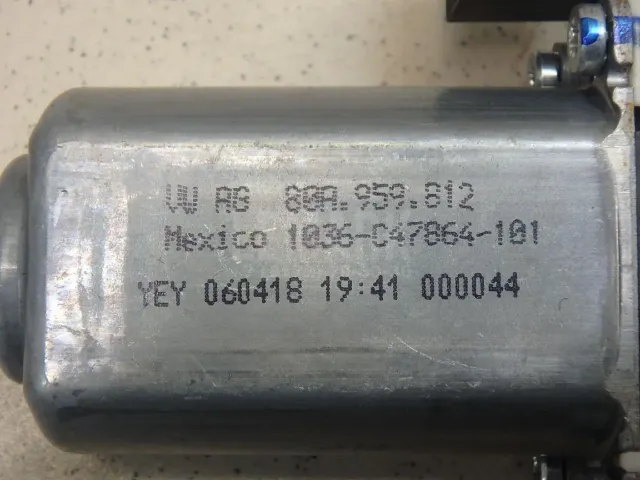 VW AG 80A.959.812
Mexico 1036-C47864-101
YEY 060418 19:41 000044